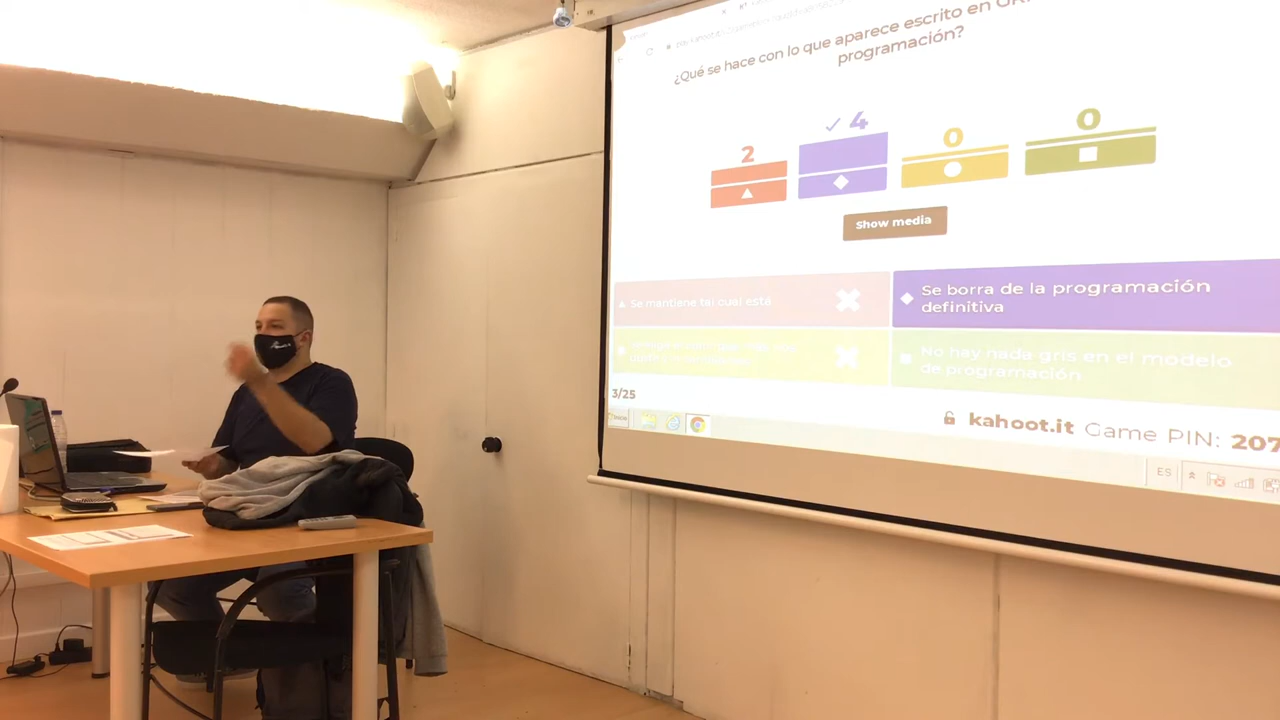 ¿Qué se hace con lo que aparece escrito en
programación?
2
4
0
0
Show media
Se mantiene tal cual está
Se borra de la programación
definitiva
No hay nada gris en el modelo
de programación
3/25
kahoot.it Game PIN: 207
ES